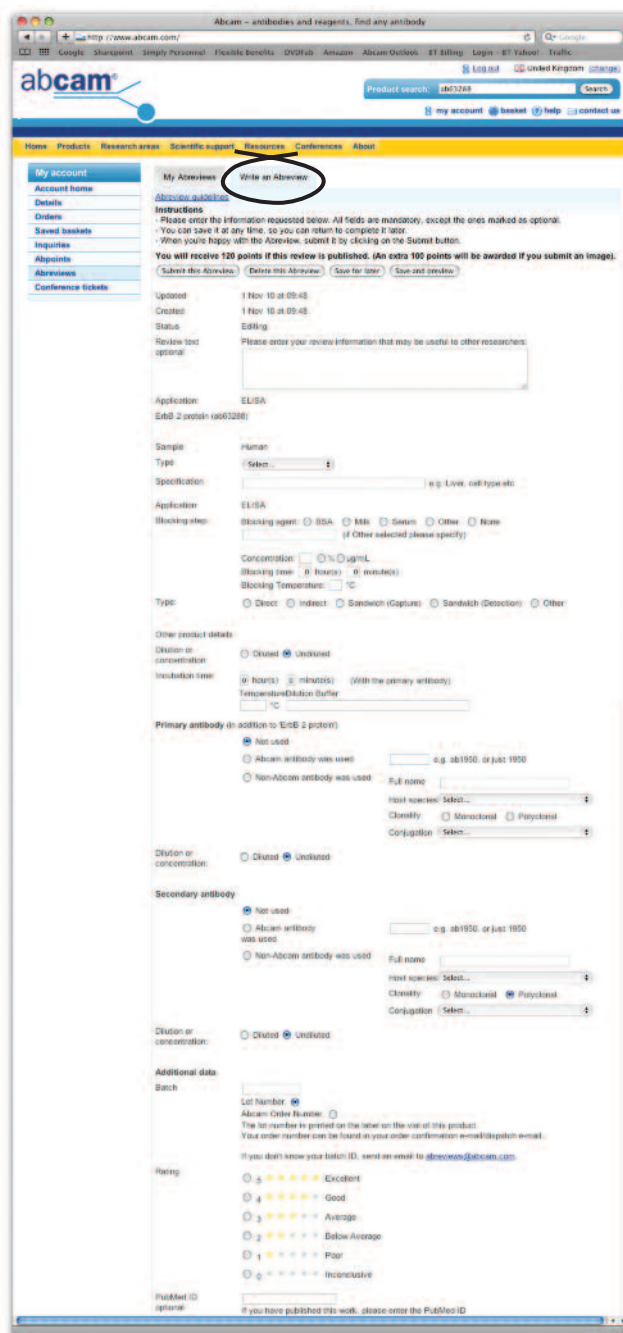 Abcam – antibodies and reagents, find any antibody
http://www.abcam.com/
Google
Google Sharepoint Simply Personnel Flexible Benefits DVDFab Amazon Abcam Outlook BT Billing Login - BT Yahoo! Traffic
Log out United Kingdom (change)
abcam®
Product search: ab63288 Search
my account basket help contact us
Home Products Research areas Scientific support Resources Conferences About
My account
Account home
Details
Orders
Saved baskets
Inquiries
Abpoints
Abreviews
Conference tickets
My Abreviews Write an Abreview
Abreview guidelines
Instructions
- Please enter the information requested below. All fields are mandatory, except the ones marked as optional.
- You can save it at any time, so you can return to complete it later.
- When you're happy with the Abreview, submit it by clicking on the Submit button.
You will receive 120 points if this review is published. (An extra 100 points will be awarded if you submit an image).
Submit this Abreview Delete this Abreview Save for later Save and preview
Updated 1 Nov 10 at 09:48
Created 1 Nov 10 at 09:48
Status Editing
Review text Please enter your review information that may be useful to other researchers:
optional
Application: ELISA
ErbB 2 protein (ab63288)
Sample Human
Type Select...
Specification e.g. Liver, cell type etc
Application ELISA
Blocking step: Blocking agent: BSA Milk Serum Other None
(if Other selected please specify)
Concentration: % ug/mL
Blocking time: 0 hour(s) 0 minute(s)
Blocking Temperature: °C
Type: Direct Indirect Sandwich (Capture) Sandwich (Detection) Other
Other product details
Dilution or
concentration: Diluted Undiluted
Incubation time: 0 hour(s) 0 minute(s) (With the primary antibody)
Temperature Dilution Buffer
°C
Primary antibody (in addition to 'ErbB 2 protein')
Not used
Abcam antibody was used e.g. ab1950, or just 1950
Non-Abcam antibody was used Full name
Host species Select...
Clonality Monoclonal Polyclonal
Conjugation Select...
Dilution or
concentration: Diluted Undiluted
Secondary antibody
Not used
Abcam antibody
was used e.g. ab1950, or just 1950
Non-Abcam antibody was used Full name
Host species Select...
Clonality Monoclonal Polyclonal
Conjugation Select...
Dilution or
concentration: Diluted Undiluted
Additional data
Batch
Lot Number
Abcam Order Number
The lot number is printed on the label on the vial of this product.
Your order number can be found in your order confirmation e-mail/dispatch e-mail.
If you don't know your batch ID, send an email to abreviews@abcam.com.
Rating
5 Excellent
4 Good
3 Average
2 Below Average
1 Poor
0 Inconclusive
PubMed ID
optional If you have published this work, please enter the PubMed ID